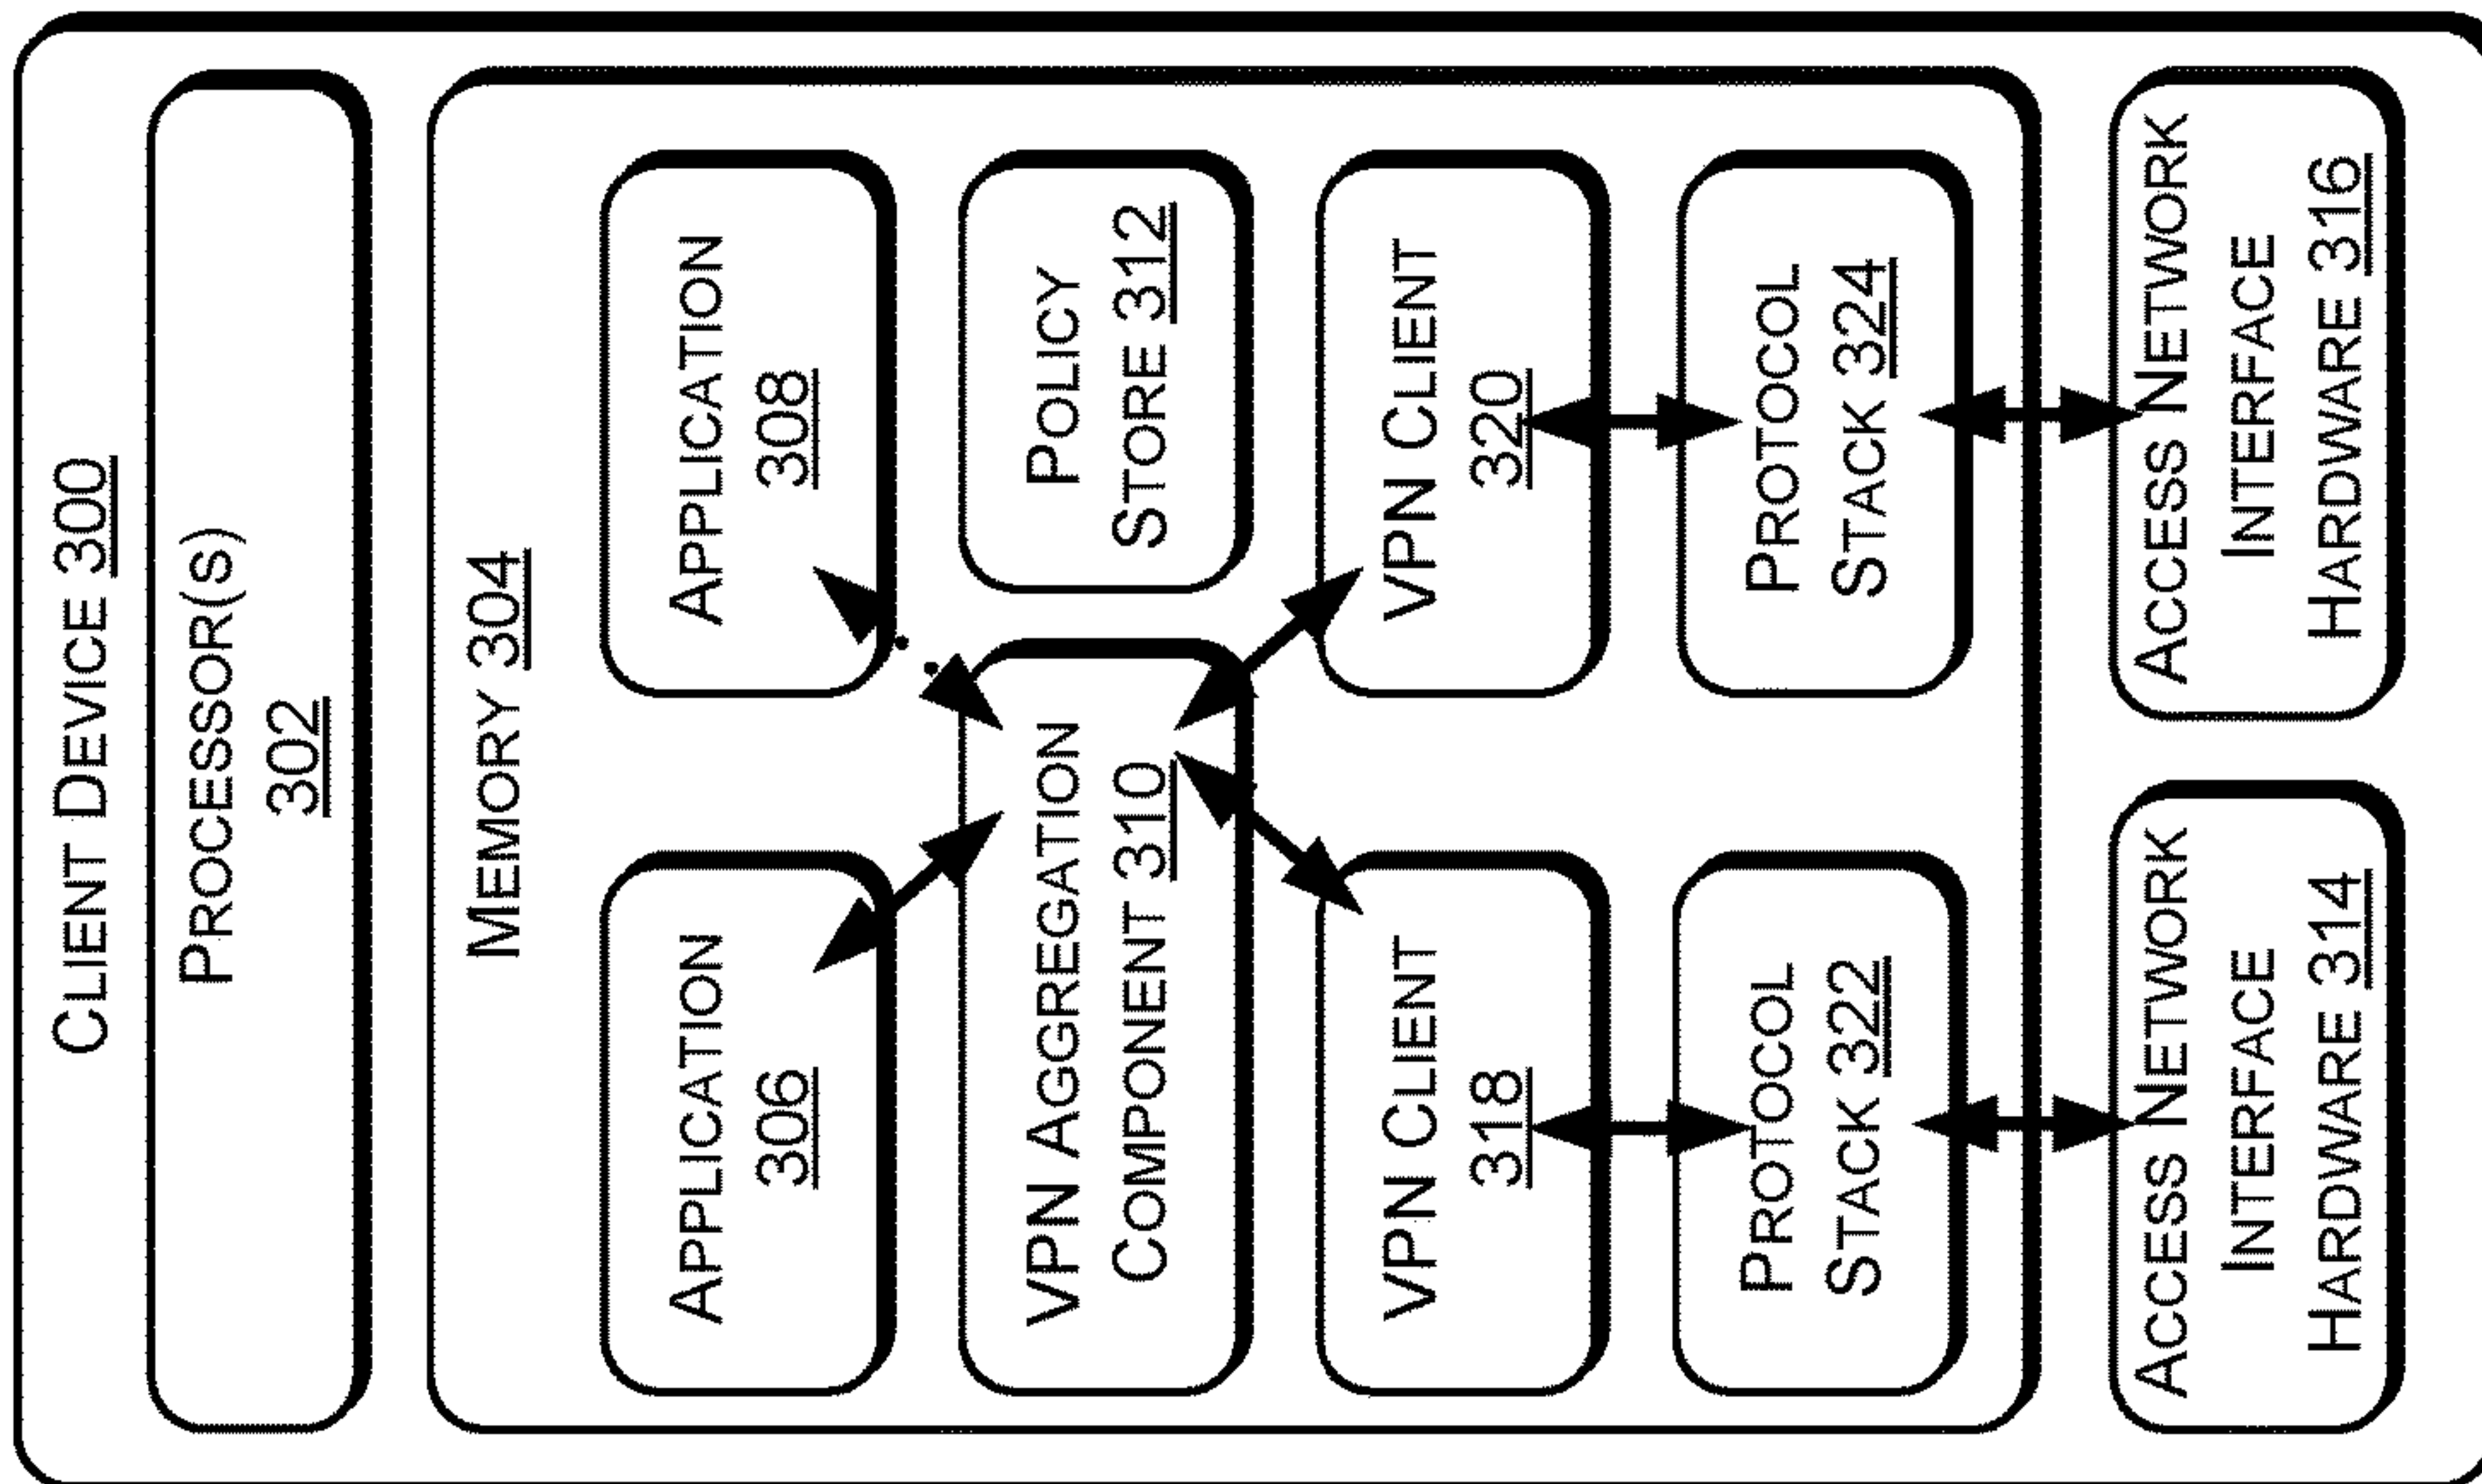 CLIENT DEVICE 300
PROCESSOR(S)
302
MEMORY 304
APPLICATION
306
APPLICATION
308
VPN AGGREGATION
COMPONENT 310
POLICY
STORE 312
VPN CLIENT
318
VPN CLIENT
320
PROTOCOL
STACK 322
PROTOCOL
STACK 324
ACCESS NETWORK
INTERFACE
HARDWARE 314
ACCESS NETWORK
INTERFACE
HARDWARE 316